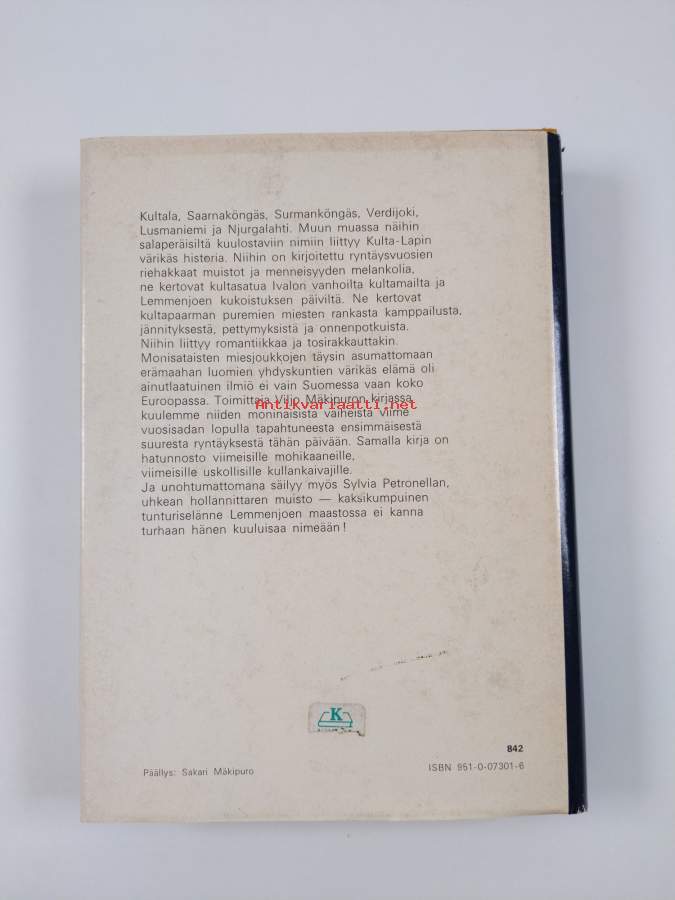 Kultala, Saarnaköngäs, Surmanköngäs, Verdijoki,
Lusmaniemi ja Njurgalahti. Muun muassa näihin
salaperäisiltä kuulostaviin nimiin liittyy Kulta-Lapin
värikäs historia. Niihin on kirjoitettu ryntäysvuosien
riehakkaat muistot ja menneisyyden melankolia,
ne kertovat kultasatua Ivalon vanhoilta kultamailta ja
Lemmenjoen kukoistuksen päiviltä. Ne kertovat
kultapaarman puremien miesten rankasta kamppailusta,
jännityksestä, pettymyksistä ja onnenpotkuista.
Niihin liittyy romantiikkaa ja tosirakkauttakin.
Monisataisten miesjoukkojen täysin asumattomaan
erämaahan luomien yhdyskuntien värikäs elämä oli
ainutlaatuinen ilmiö ei vain Suomessa vaan koko
Euroopassa. Toimittaja Viljo Mäkipuron kirjassa
Antikvariaatti.net
kuulemme niiden moninaisista vaiheista viime
vuosisadan lopulla tapahtuneesta ensimmäisestä
suuresta ryntäyksestä tähän päivään. Samalla kirja on
hatunnosto viimeisille mohikaaneille,
viimeisille uskollisille kullankaivajille.
Ja unohtumattomana säilyy myös Sylvia Petronellan,
uhkean hollannittaren muisto — kaksikumpuinen
tunturiselänne Lemmenjoen maastossa ei kanna
turhaan hänen kuuluisaa nimeään!
K
842
Päällys: Sakari Mäkipuro
ISBN 951-0-07301-6